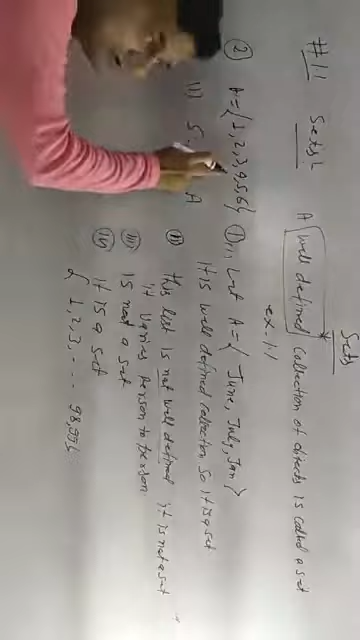 Sets
#11 Sets A well defined collection of objects is called a set
ex-1.1
② A={1,2,3,4,5,6}
(i) 5 A
① (i) Let A={June, July, Jan}
It is well defined collection so it is a set
(ii) this list is not well defined it is not a set
it varies person to person
(iii) is not a set
(iv) it is a set
{ 1,2,3,---- 98,99}